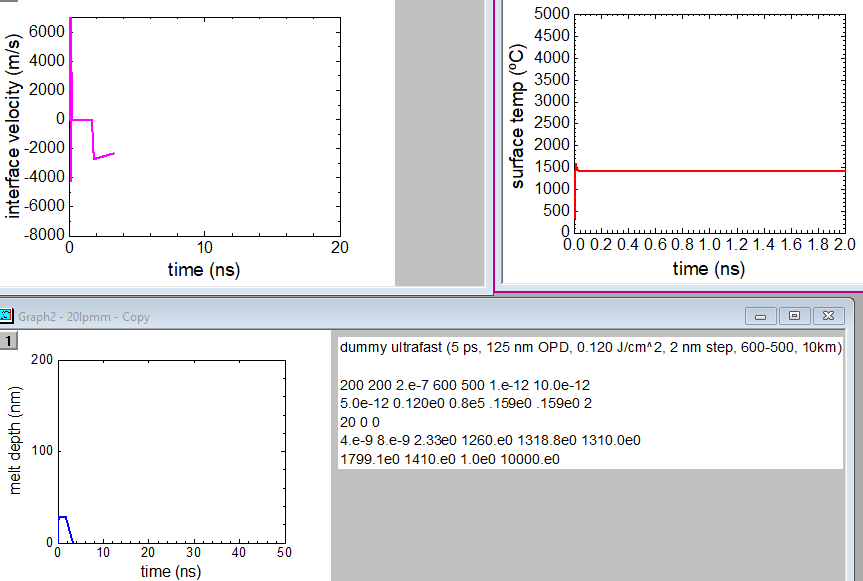 interface velocity (m/s)
6000
4000
2000
0
-2000
-4000
-6000
-8000
0
10
20
time (ns)
surface temp (ºC)
5000
4500
4000
3500
3000
2500
2000
1500
1000
500
0
0.0 0.2 0.4 0.6 0.8 1.0 1.2 1.4 1.6 1.8 2.0
time (ns)
Graph2 - 20lpmm - Copy
1
melt depth (nm)
200
100
0
0 10 20 30 40 50
time (ns)
dummy ultrafast (5 ps, 125 nm OPD, 0.120 J/cm^2, 2 nm step, 600-500, 10km)
200 200 2.e-7 600 500 1.e-12 10.0e-12
5.0e-12 0.120e0 0.8e5 .159e0 .159e0 2
20 0 0
4.e-9 8.e-9 2.33e0 1260.e0 1318.8e0 1310.0e0
1799.1e0 1410.e0 1.0e0 10000.e0